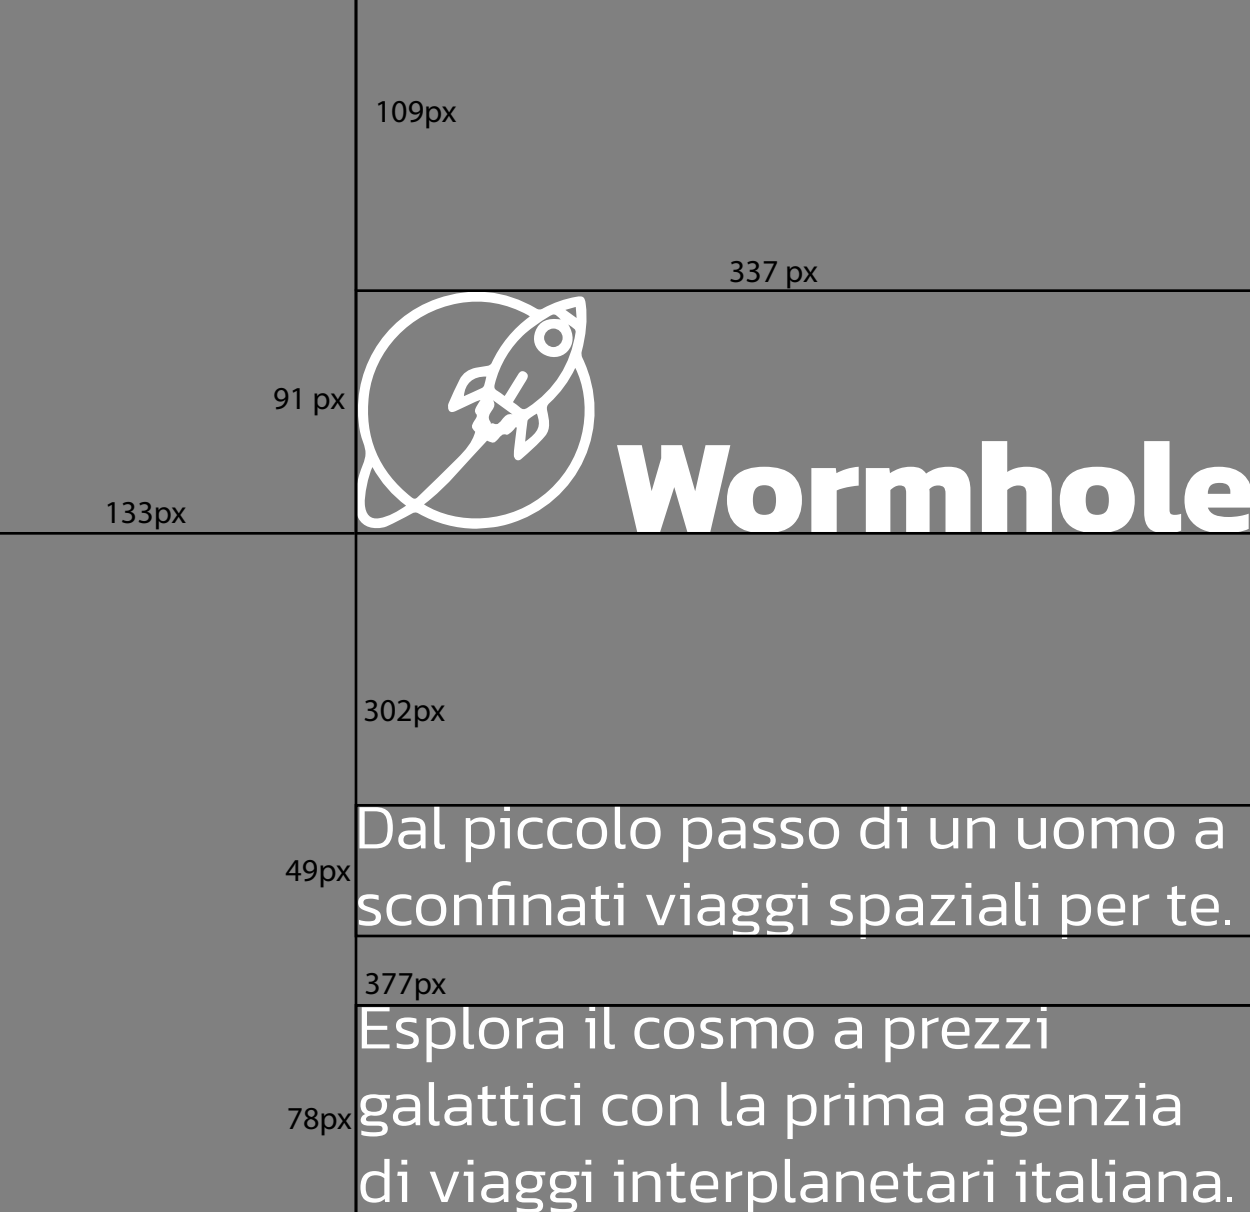 109px
337 px
91 px
Wormhole
133px
302px
Dal piccolo passo di un uomo a
49px
sconfinati viaggi spaziali per te.
377px
Esplora il cosmo a prezzi
78px
galattici con la prima agenzia
di viaggi interplanetari italiana.